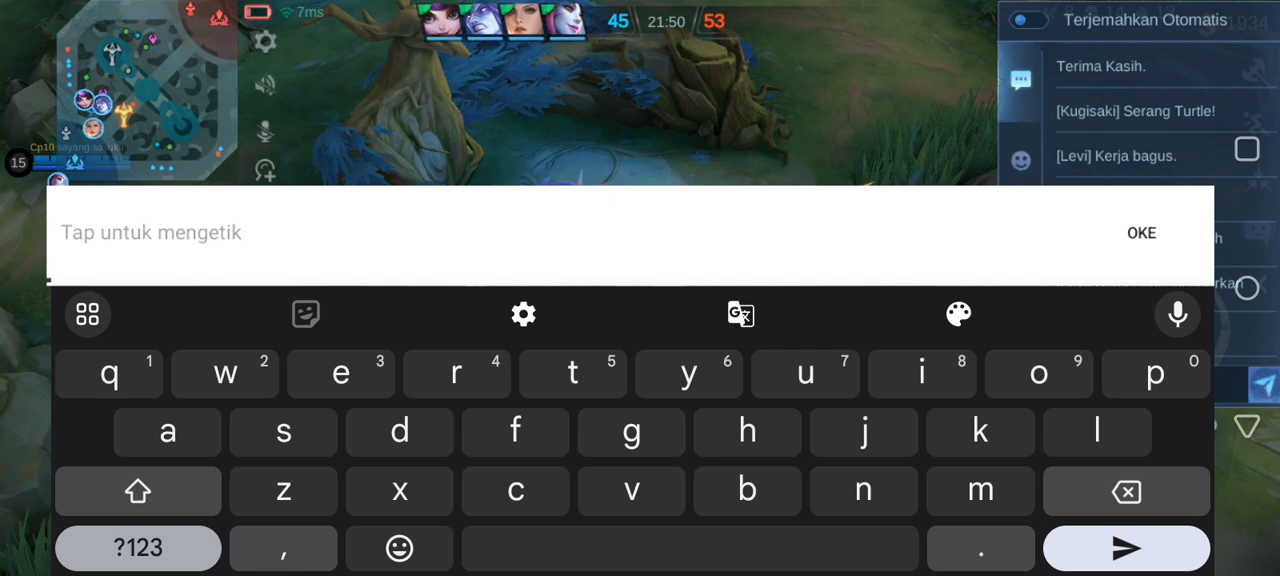 7ms
45 21:50 53
Terjemahkan Otomatis
1934
Terima Kasih.
[Kugisaki] Serang Turtle!
[Levi] Kerja bagus.
15
Tap untuk mengetik
OKE
q 1 w 2 e 3 r 4 t 5 y 6 u 7 i 8 o 9 p 0
a s d f g h j k l
z x c v b n m
?123 , .